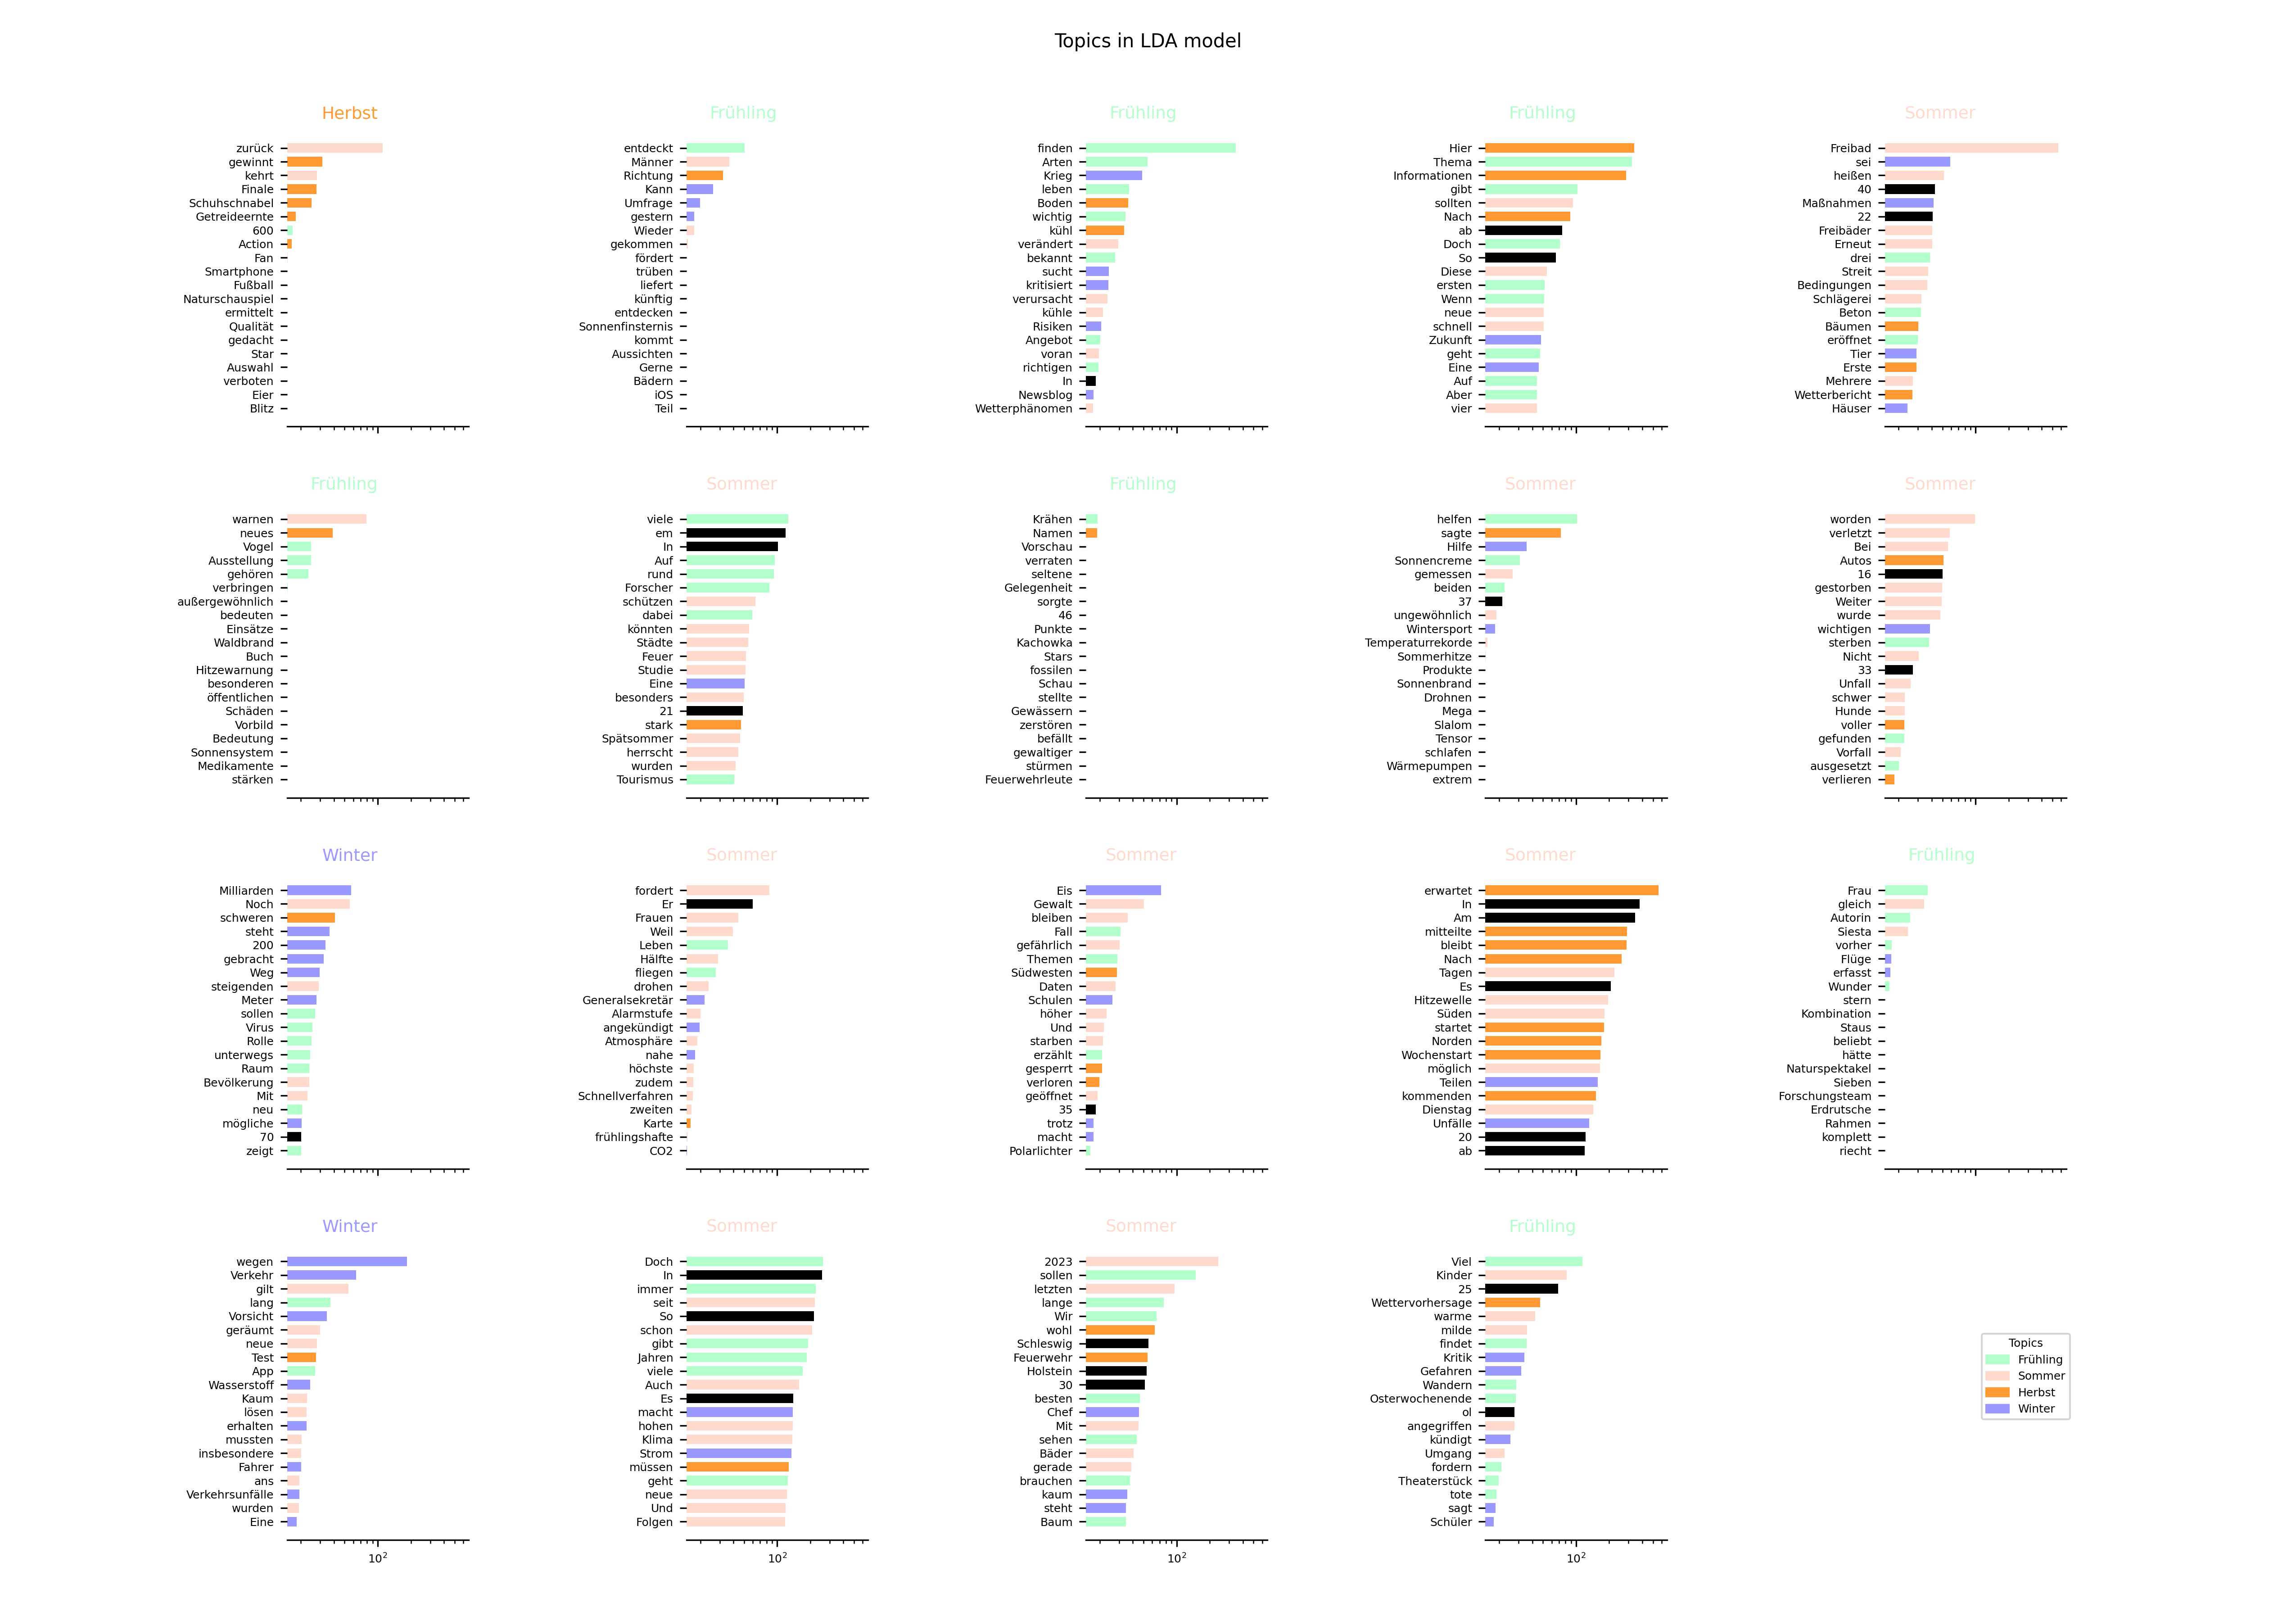 Topics in LDA model
Herbst
zurück
gewinnt
kehrt
Finale
Schuhschnabel
Getreideernte
600
Action
Fan
Smartphone
Fußball
Naturschauspiel
ermittelt
Qualität
gedacht
Star
Auswahl
verboten
Eier
Blitz
Frühling
entdeckt
Männer
Richtung
Kann
Umfrage
gestern
Wieder
gekommen
fördert
trüben
liefert
künftig
entdecken
Sonnenfinsternis
kommt
Aussichten
Gerne
Bädern
iOS
Teil
Frühling
finden
Arten
Krieg
leben
Boden
wichtig
kühl
verändert
bekannt
sucht
kritisiert
verursacht
kühle
Risiken
Angebot
voran
richtigen
In
Newsblog
Wetterphänomen
Frühling
Hier
Thema
Informationen
gibt
sollten
Nach
ab
Doch
So
Diese
ersten
Wenn
neue
schnell
Zukunft
geht
Eine
Auf
Aber
vier
Sommer
Freibad
sei
heißen
40
Maßnahmen
22
Freibäder
Erneut
drei
Streit
Bedingungen
Schlägerei
Beton
Bäumen
eröffnet
Tier
Erste
Mehrere
Wetterbericht
Häuser
Frühling
warnen
neues
Vogel
Ausstellung
gehören
verbringen
außergewöhnlich
bedeuten
Einsätze
Waldbrand
Buch
Hitzewarnung
besonderen
öffentlichen
Schäden
Vorbild
Bedeutung
Sonnensystem
Medikamente
stärken
Sommer
viele
em
In
Auf
rund
Forscher
schützen
dabei
könnten
Städte
Feuer
Studie
Eine
besonders
21
stark
Spätsommer
herrscht
wurden
Tourismus
Frühling
Krähen
Namen
Vorschau
verraten
seltene
Gelegenheit
sorgte
46
Punkte
Kachowka
Stars
fossilen
Schau
stellte
Gewässern
zerstören
befällt
gewaltiger
stürmen
Feuerwehrleute
Sommer
helfen
sagte
Hilfe
Sonnencreme
gemessen
beiden
37
ungewöhnlich
Wintersport
Temperaturrekorde
Sommerhitze
Produkte
Sonnenbrand
Drohnen
Mega
Slalom
Tensor
schlafen
Wärmepumpen
extrem
Sommer
worden
verletzt
Bei
Autos
16
gestorben
Weiter
wurde
wichtigen
sterben
Nicht
33
Unfall
schwer
Hunde
voller
gefunden
Vorfall
ausgesetzt
verlieren
Winter
Milliarden
Noch
schweren
steht
200
gebracht
Weg
steigenden
Meter
sollen
Virus
Rolle
unterwegs
Raum
Bevölkerung
Mit
neu
mögliche
70
zeigt
Sommer
fordert
Er
Frauen
Weil
Leben
Hälfte
fliegen
drohen
Generalsekretär
Alarmstufe
angekündigt
Atmosphäre
nahe
höchste
zudem
Schnellverfahren
zweiten
Karte
frühlingshafte
CO2
Sommer
Eis
Gewalt
bleiben
Fall
gefährlich
Themen
Südwesten
Daten
Schulen
höher
Und
starben
erzählt
gesperrt
verloren
geöffnet
35
trotz
macht
Polarlichter
Sommer
erwartet
In
Am
mitteilte
bleibt
Nach
Tagen
Es
Hitzewelle
Süden
startet
Norden
Wochenstart
möglich
Teilen
kommenden
Dienstag
Unfälle
20
ab
Frühling
Frau
gleich
Autorin
Siesta
vorher
Flüge
erfasst
Wunder
stern
Kombination
Staus
beliebt
hätte
Naturspektakel
Sieben
Forschungsteam
Erdrutsche
Rahmen
komplett
riecht
Winter
wegen
Verkehr
gilt
lang
Vorsicht
geräumt
neue
Test
App
Wasserstoff
Kaum
lösen
erhalten
mussten
insbesondere
Fahrer
ans
Verkehrsunfälle
wurden
Eine
10²
Sommer
Doch
In
immer
seit
So
schon
gibt
Jahren
viele
Auch
Es
macht
hohen
Klima
Strom
müssen
geht
neue
Und
Folgen
10²
Sommer
2023
sollen
letzten
lange
Wir
wohl
Schleswig
Feuerwehr
Holstein
30
besten
Chef
Mit
sehen
Bäder
gerade
brauchen
kaum
steht
Baum
10²
Frühling
Viel
Kinder
25
Wettervorhersage
warme
milde
findet
Kritik
Gefahren
Wandern
Osterwochenende
ol
angegriffen
kündigt
Umgang
fordern
Theaterstück
tote
sagt
Schüler
10²
Topics
Frühling
Sommer
Herbst
Winter